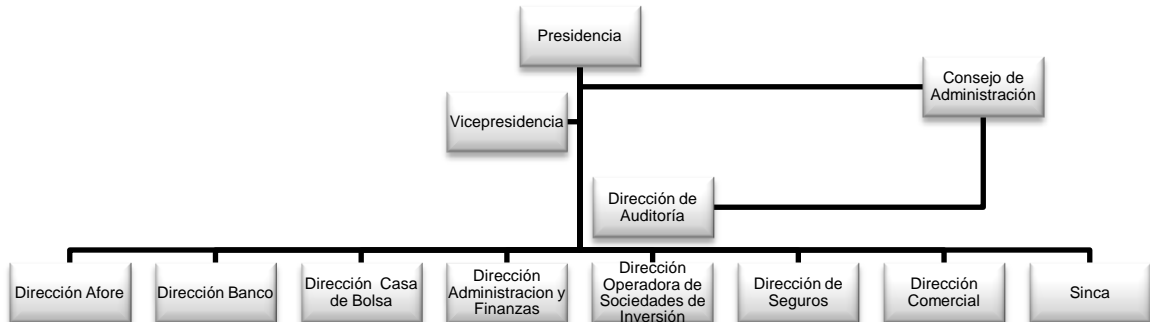 Presidencia
Consejo de
Administración
Vicepresidencia
Dirección de
Auditoría
Dirección Afore
Dirección Banco
Dirección Casa
de Bolsa
Dirección
Administracion y
Finanzas
Dirección
Operadora de
Sociedades de
Inversión
Dirección de
Seguros
Dirección
Comercial
Sinca